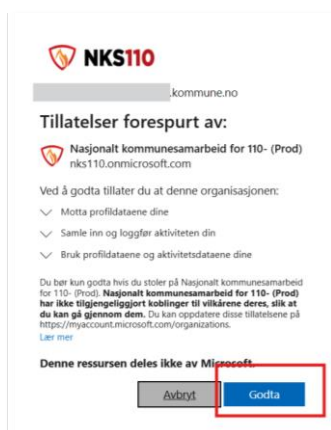 NKS110
.kommune.no
Tillatelser forespurt av:
Nasjonalt kommunesamarbeid for 110- (Prod)
nks110.onmicrosoft.com
Ved å godta tillater du at denne organisasjonen:
Motta profildataene dine
Samle inn og loggfør aktiviteten din
Bruk profildataene og aktivitetsdataene dine
Du bør kun godta hvis du stoler på Nasjonalt kommunesamarbeid
for 110- (Prod). Nasjonalt kommunesamarbeid for 110- (Prod)
har ikke tilgjengeliggjort koblinger til vilkårene deres, slik at
du kan gå gjennom dem. Du kan oppdatere disse tillatelsene på
https://myaccount.microsoft.com/organizations.
Lær mer
Denne ressursen deles ikke av Microsoft.
Avbryt
Godta